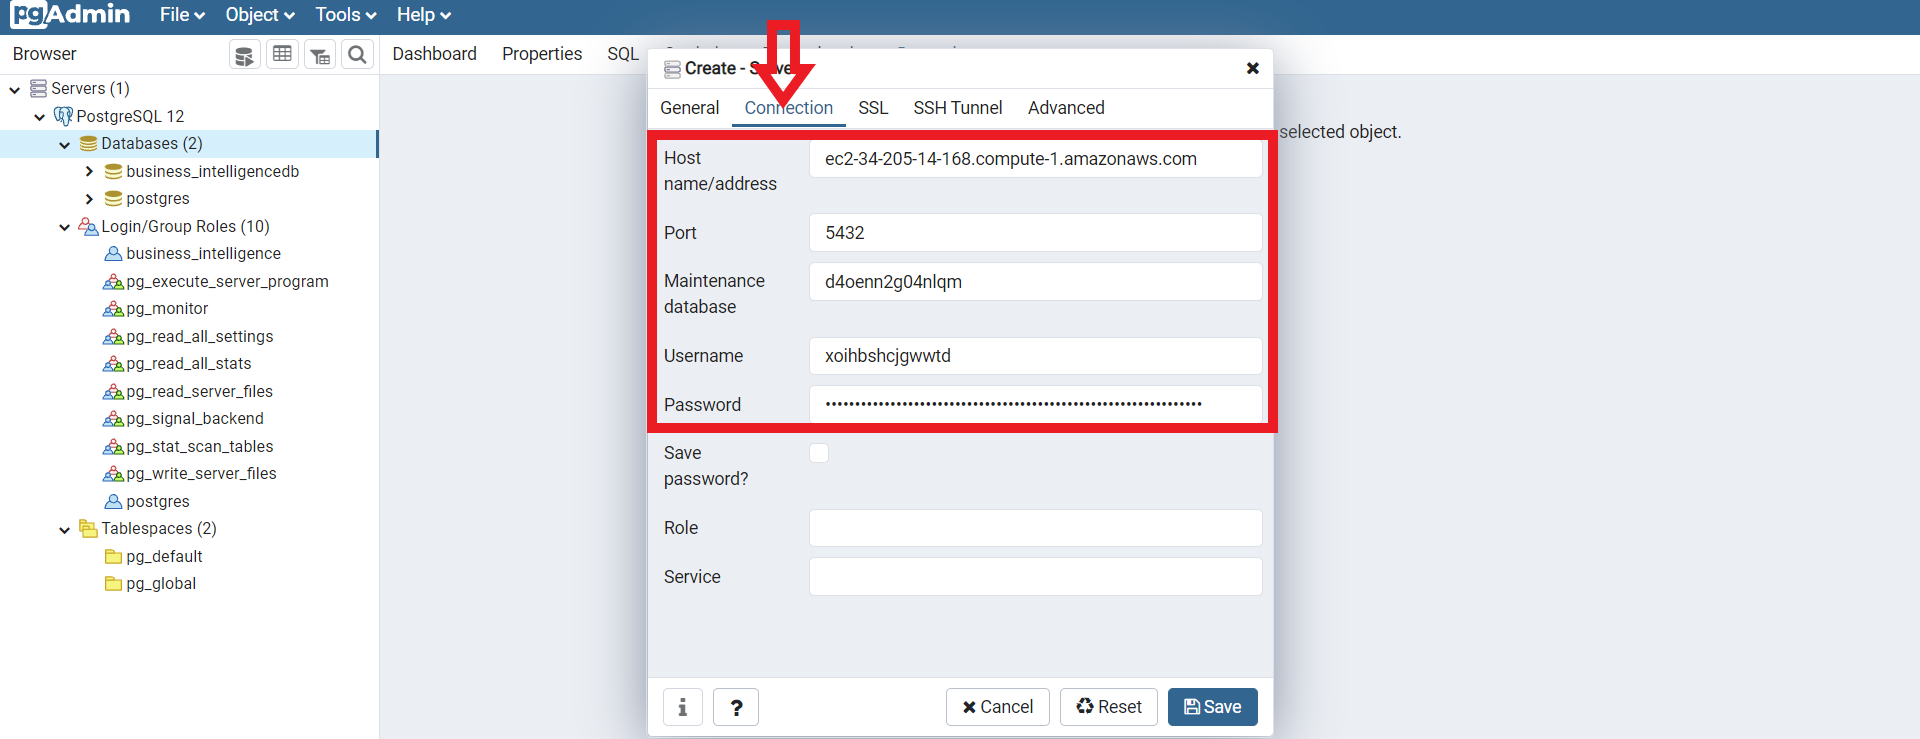 pgAdmin File Object Tools Help
Browser Dashboard Properties SQL
Servers (1)
PostgreSQL 12
Databases (2)
business_intelligencedb
postgres
Login/Group Roles (10)
business_intelligence
pg_execute_server_program
pg_monitor
pg_read_all_settings
pg_read_all_stats
pg_read_server_files
pg_signal_backend
pg_stat_scan_tables
pg_write_server_files
postgres
Tablespaces (2)
pg_default
pg_global
Create -
General Connection SSL SSH Tunnel Advanced
selected object.
Host
name/address
ec2-34-205-14-168.compute-1.amazonaws.com
Port 5432
Maintenance
database
d4oenn2g04nlqm
Username xoihbshcjgwwtd
Password
Save
password?
Role
Service
i ? Cancel Reset Save